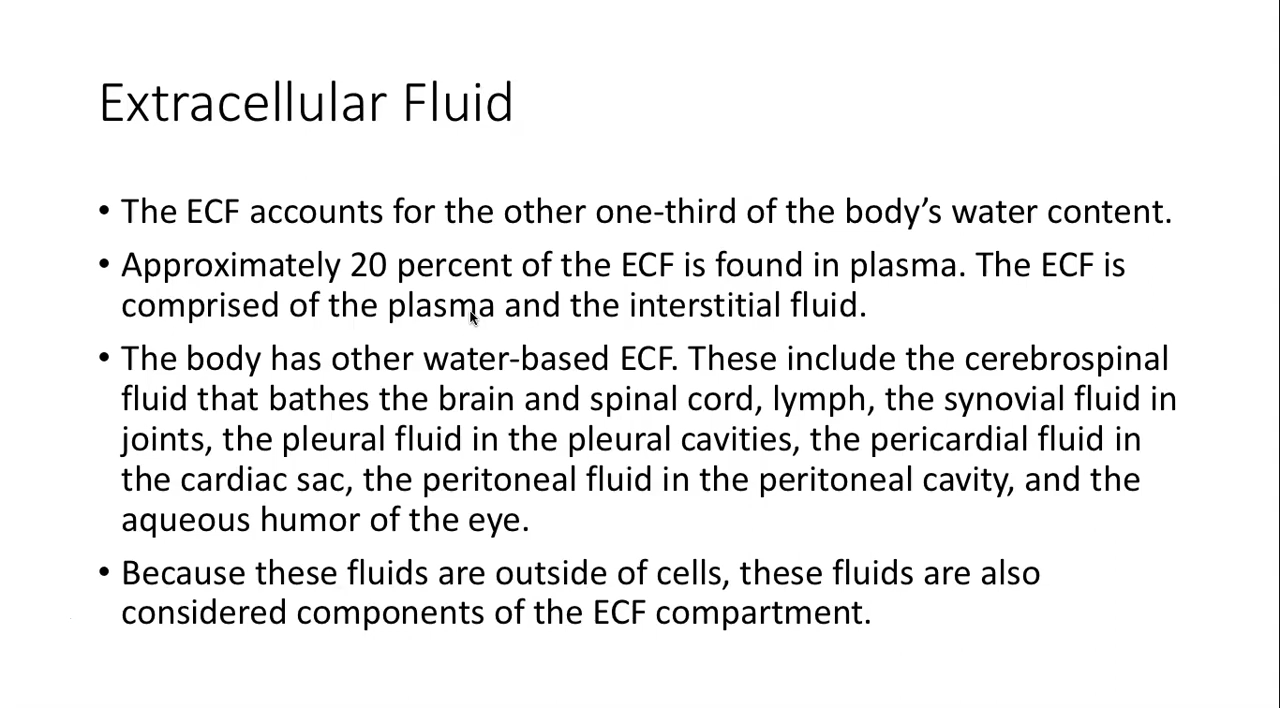 Extracellular Fluid
• The ECF accounts for the other one-third of the body’s water content.
• Approximately 20 percent of the ECF is found in plasma. The ECF is
comprised of the plasma and the interstitial fluid.
• The body has other water-based ECF. These include the cerebrospinal
fluid that bathes the brain and spinal cord, lymph, the synovial fluid in
joints, the pleural fluid in the pleural cavities, the pericardial fluid in
the cardiac sac, the peritoneal fluid in the peritoneal cavity, and the
aqueous humor of the eye.
• Because these fluids are outside of cells, these fluids are also
considered components of the ECF compartment.